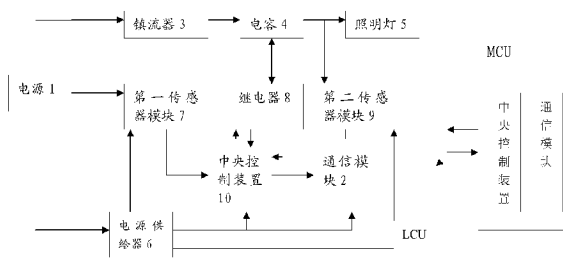 镇流器 3
电容 4
照明灯 5
MCU
电源 1
第一传感
器模块 7
继电器 8
第二传感
器模块 9
中央控制装置
通信模块
中央控
制装置
10
通信模
块 2
电源供
给器 6
LCU